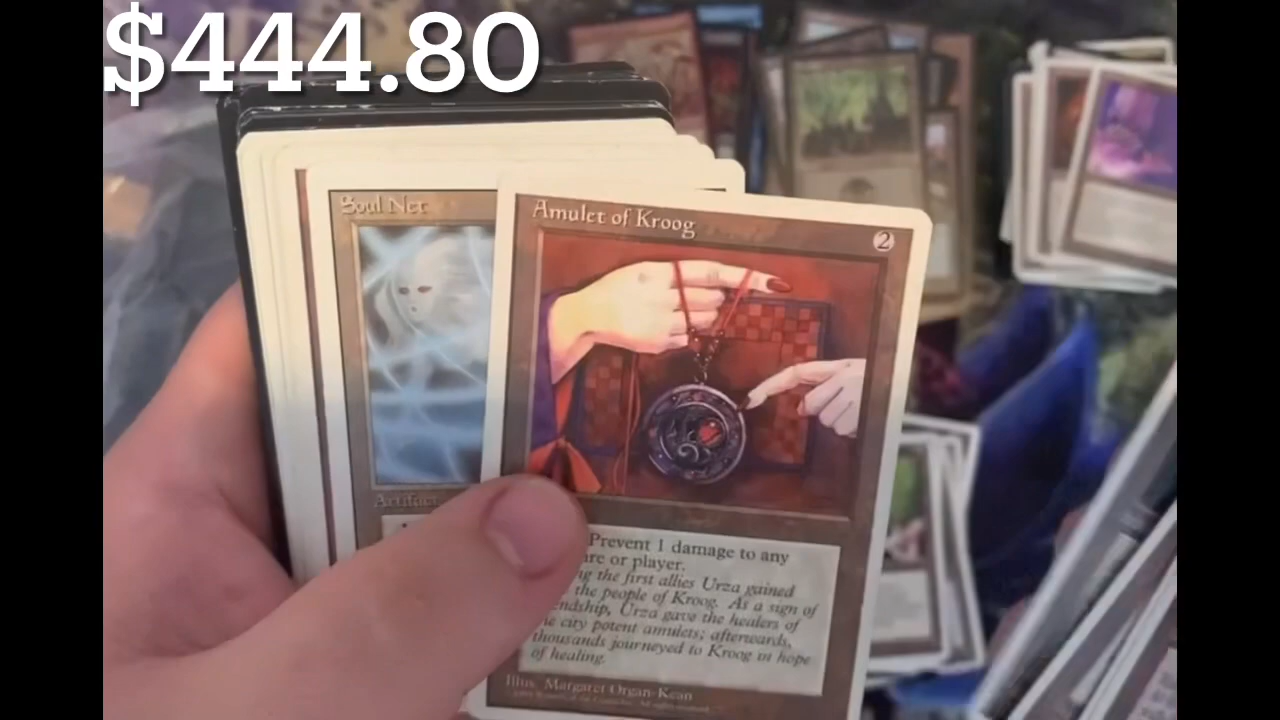 $444.80
Soul Net
Amulet of Kroog
2
Artifact
Prevent 1 damage to any
or player.
the first allies Urza gained
the people of Kroog. As a sign of
Urza gave the healers of
city potent amulets; afterwards,
thousands journeyed to Kroog in hope
of healing.
Illus. Margaret Organ-Kean